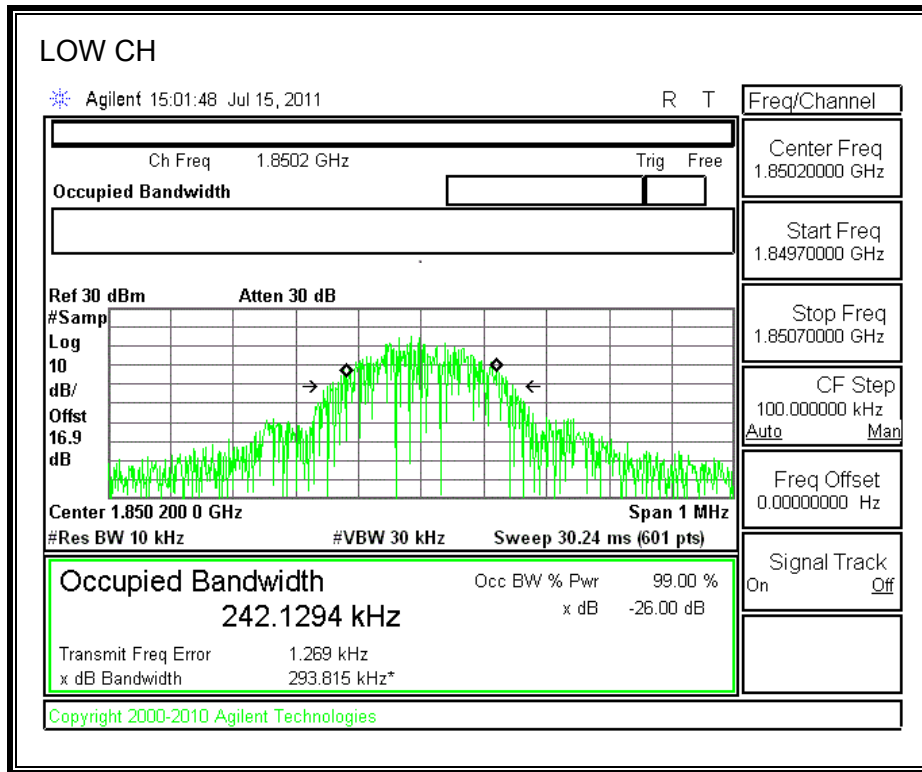 LOW CH
Agilent 15:01:48 Jul 15, 2011 R T
Freq/Channel
Ch Freq 1.8502 GHz Trig Free
Occupied Bandwidth
Center Freq
1.85020000 GHz
Start Freq
1.84970000 GHz
Stop Freq
1.85070000 GHz
CF Step
100.000000 kHz
Auto Man
Freq Offset
0.00000000 Hz
Signal Track
On Off
Ref 30 dBm Atten 30 dB
#Samp
Log
10
dB/
Offst
16.9
dB
Center 1.850 200 0 GHz Span 1 MHz
#Res BW 10 kHz #VBW 30 kHz Sweep 30.24 ms (601 pts)
Occupied Bandwidth Occ BW % Pwr 99.00 %
242.1294 kHz x dB -26.00 dB
Transmit Freq Error 1.269 kHz
x dB Bandwidth 293.815 kHz*
Copyright 2000-2010 Agilent Technologies